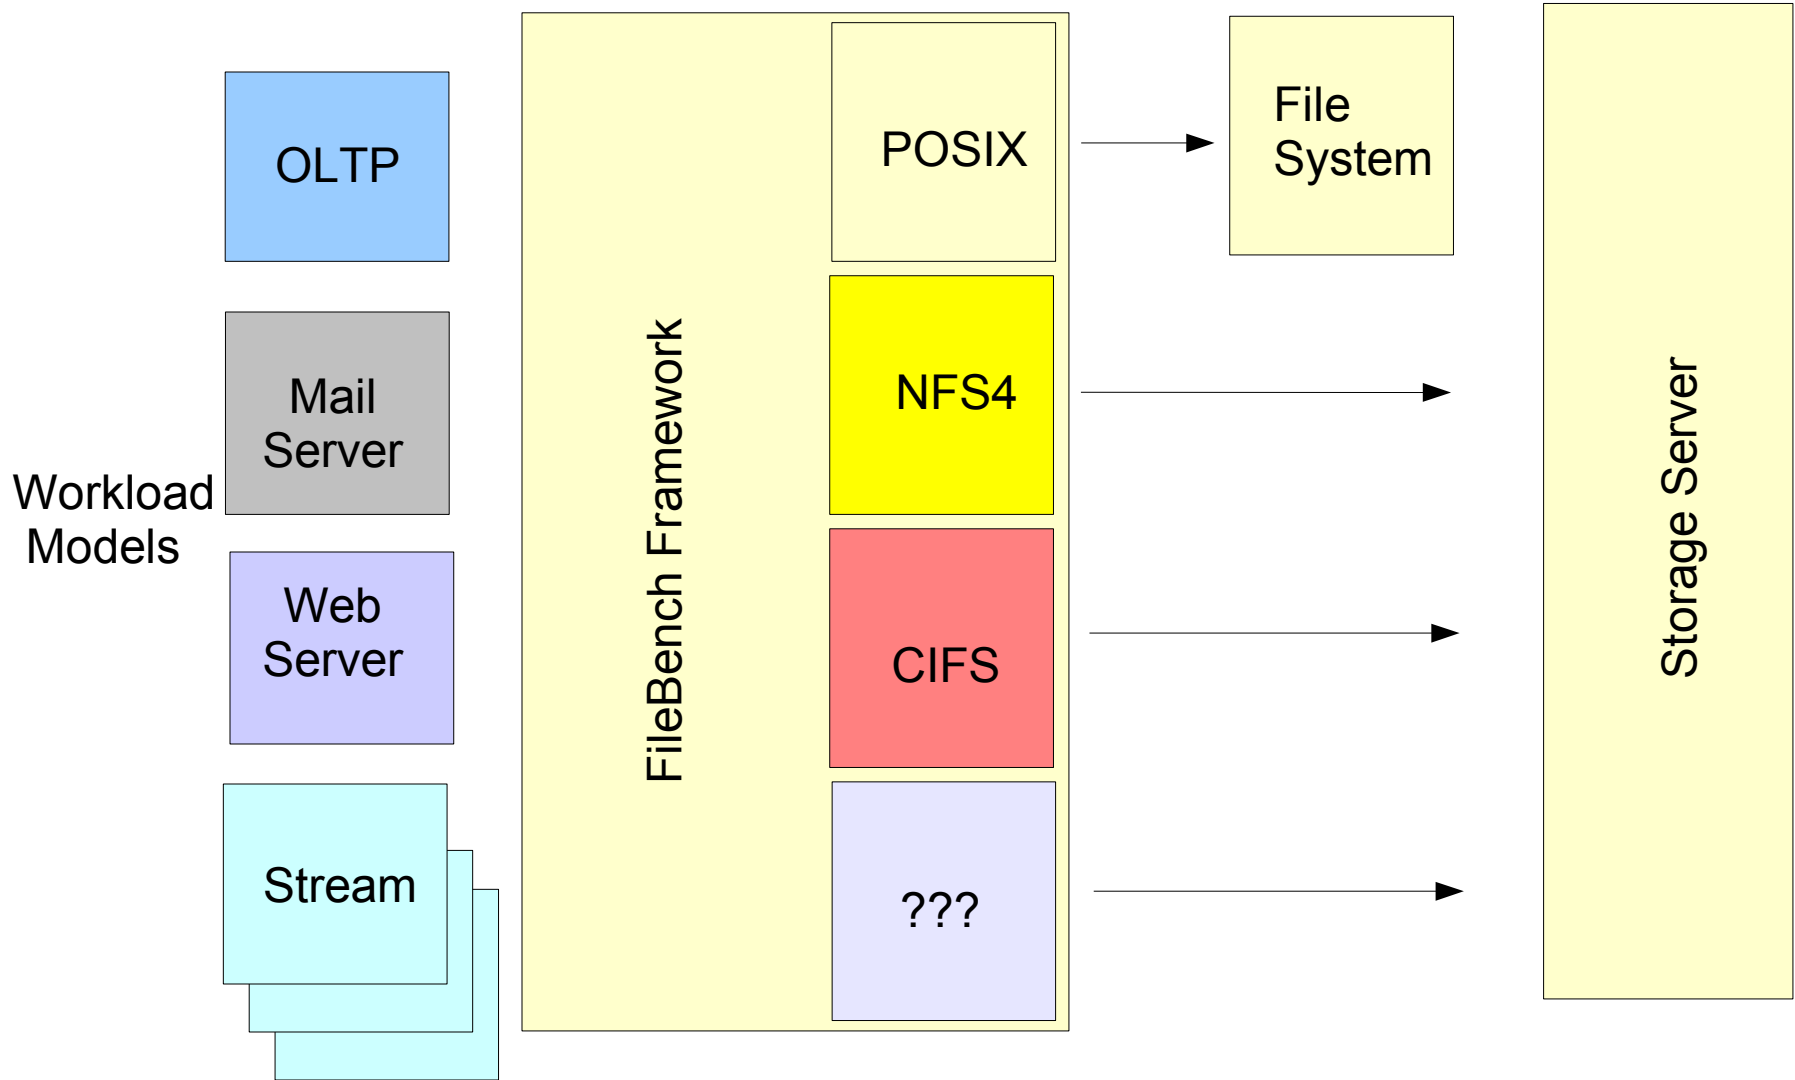 Workload
Models
OLTP
Mail
Server
Web
Server
Stream
FileBench Framework
POSIX
NFS4
CIFS
???
File
System
Storage Server